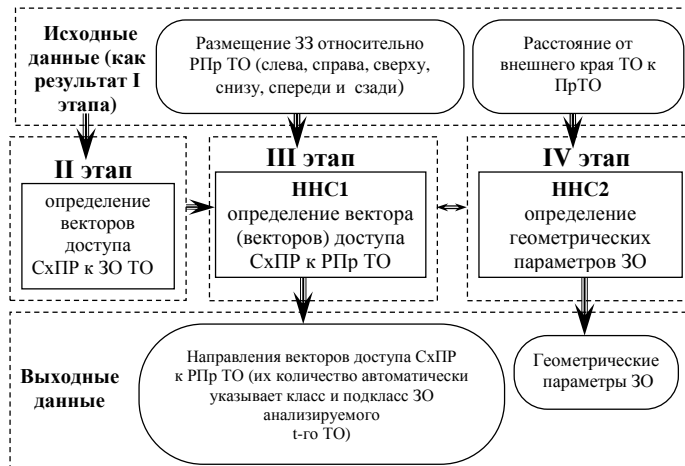 Исходные
данные (как
результат I
этапа)
Размещение ЗЗ относительно
РПр ТО (слева, справа, сверху,
снизу, спереди и сзади)
Расстояние от
внешнего края ТО к
ПрТО
II этап
определение
векторов
доступа
СхПР к ЗО ТО
III этап
ННС1
определение вектора
(векторов) доступа
СхПР к РПр ТО
IV этап
ННС2
определение
геометрических
параметров ЗО
Выходные
данные
Направления векторов доступа СхПР
к РПр ТО (их количество автоматически
указывает класс и подкласс ЗО
анализируемого
t-го ТО)
Геометрические
параметры ЗО